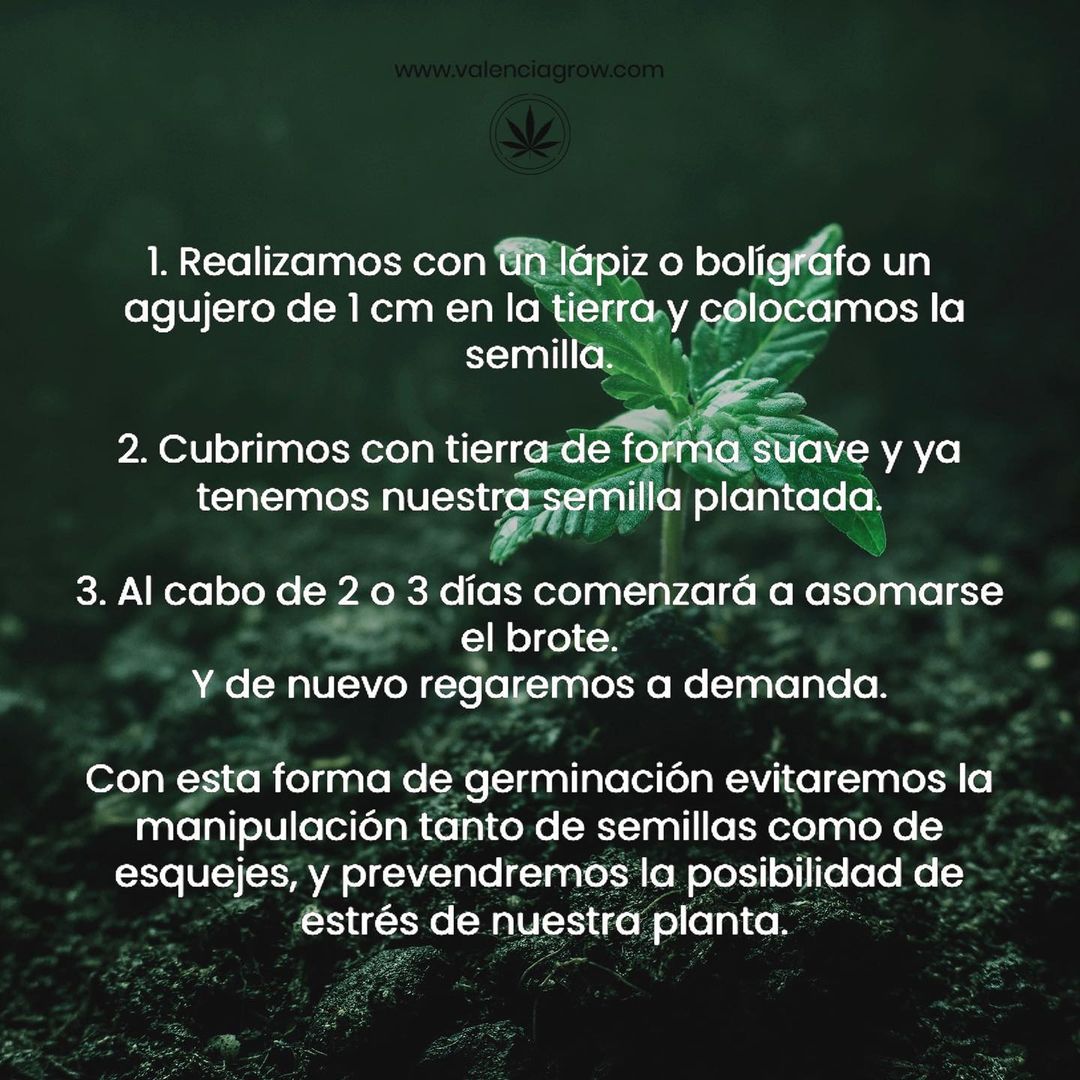 www.valenciagrow.com
1. Realizamos con un lápiz o bolígrafo un
agujero de 1 cm en la tierra y colocamos la
semilla.
2. Cubrimos con tierra de forma suave y ya
tenemos nuestra semilla plantada.
3. Al cabo de 2 o 3 días comenzará a asomarse
el brote.
Y de nuevo regaremos a demanda.
Con esta forma de germinación evitaremos la
manipulación tanto de semillas como de
esquejes, y prevendremos la posibilidad de
estrés de nuestra planta.